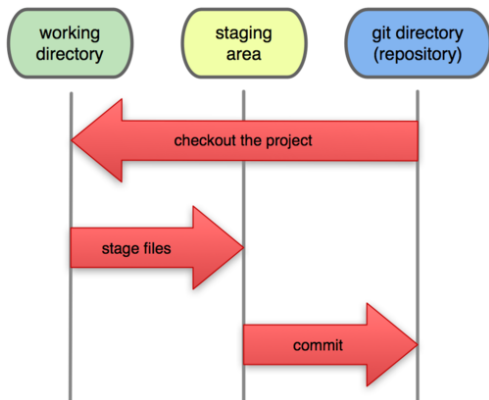 working
directory
staging
area
git directory
(repository)
checkout the project
stage files
commit